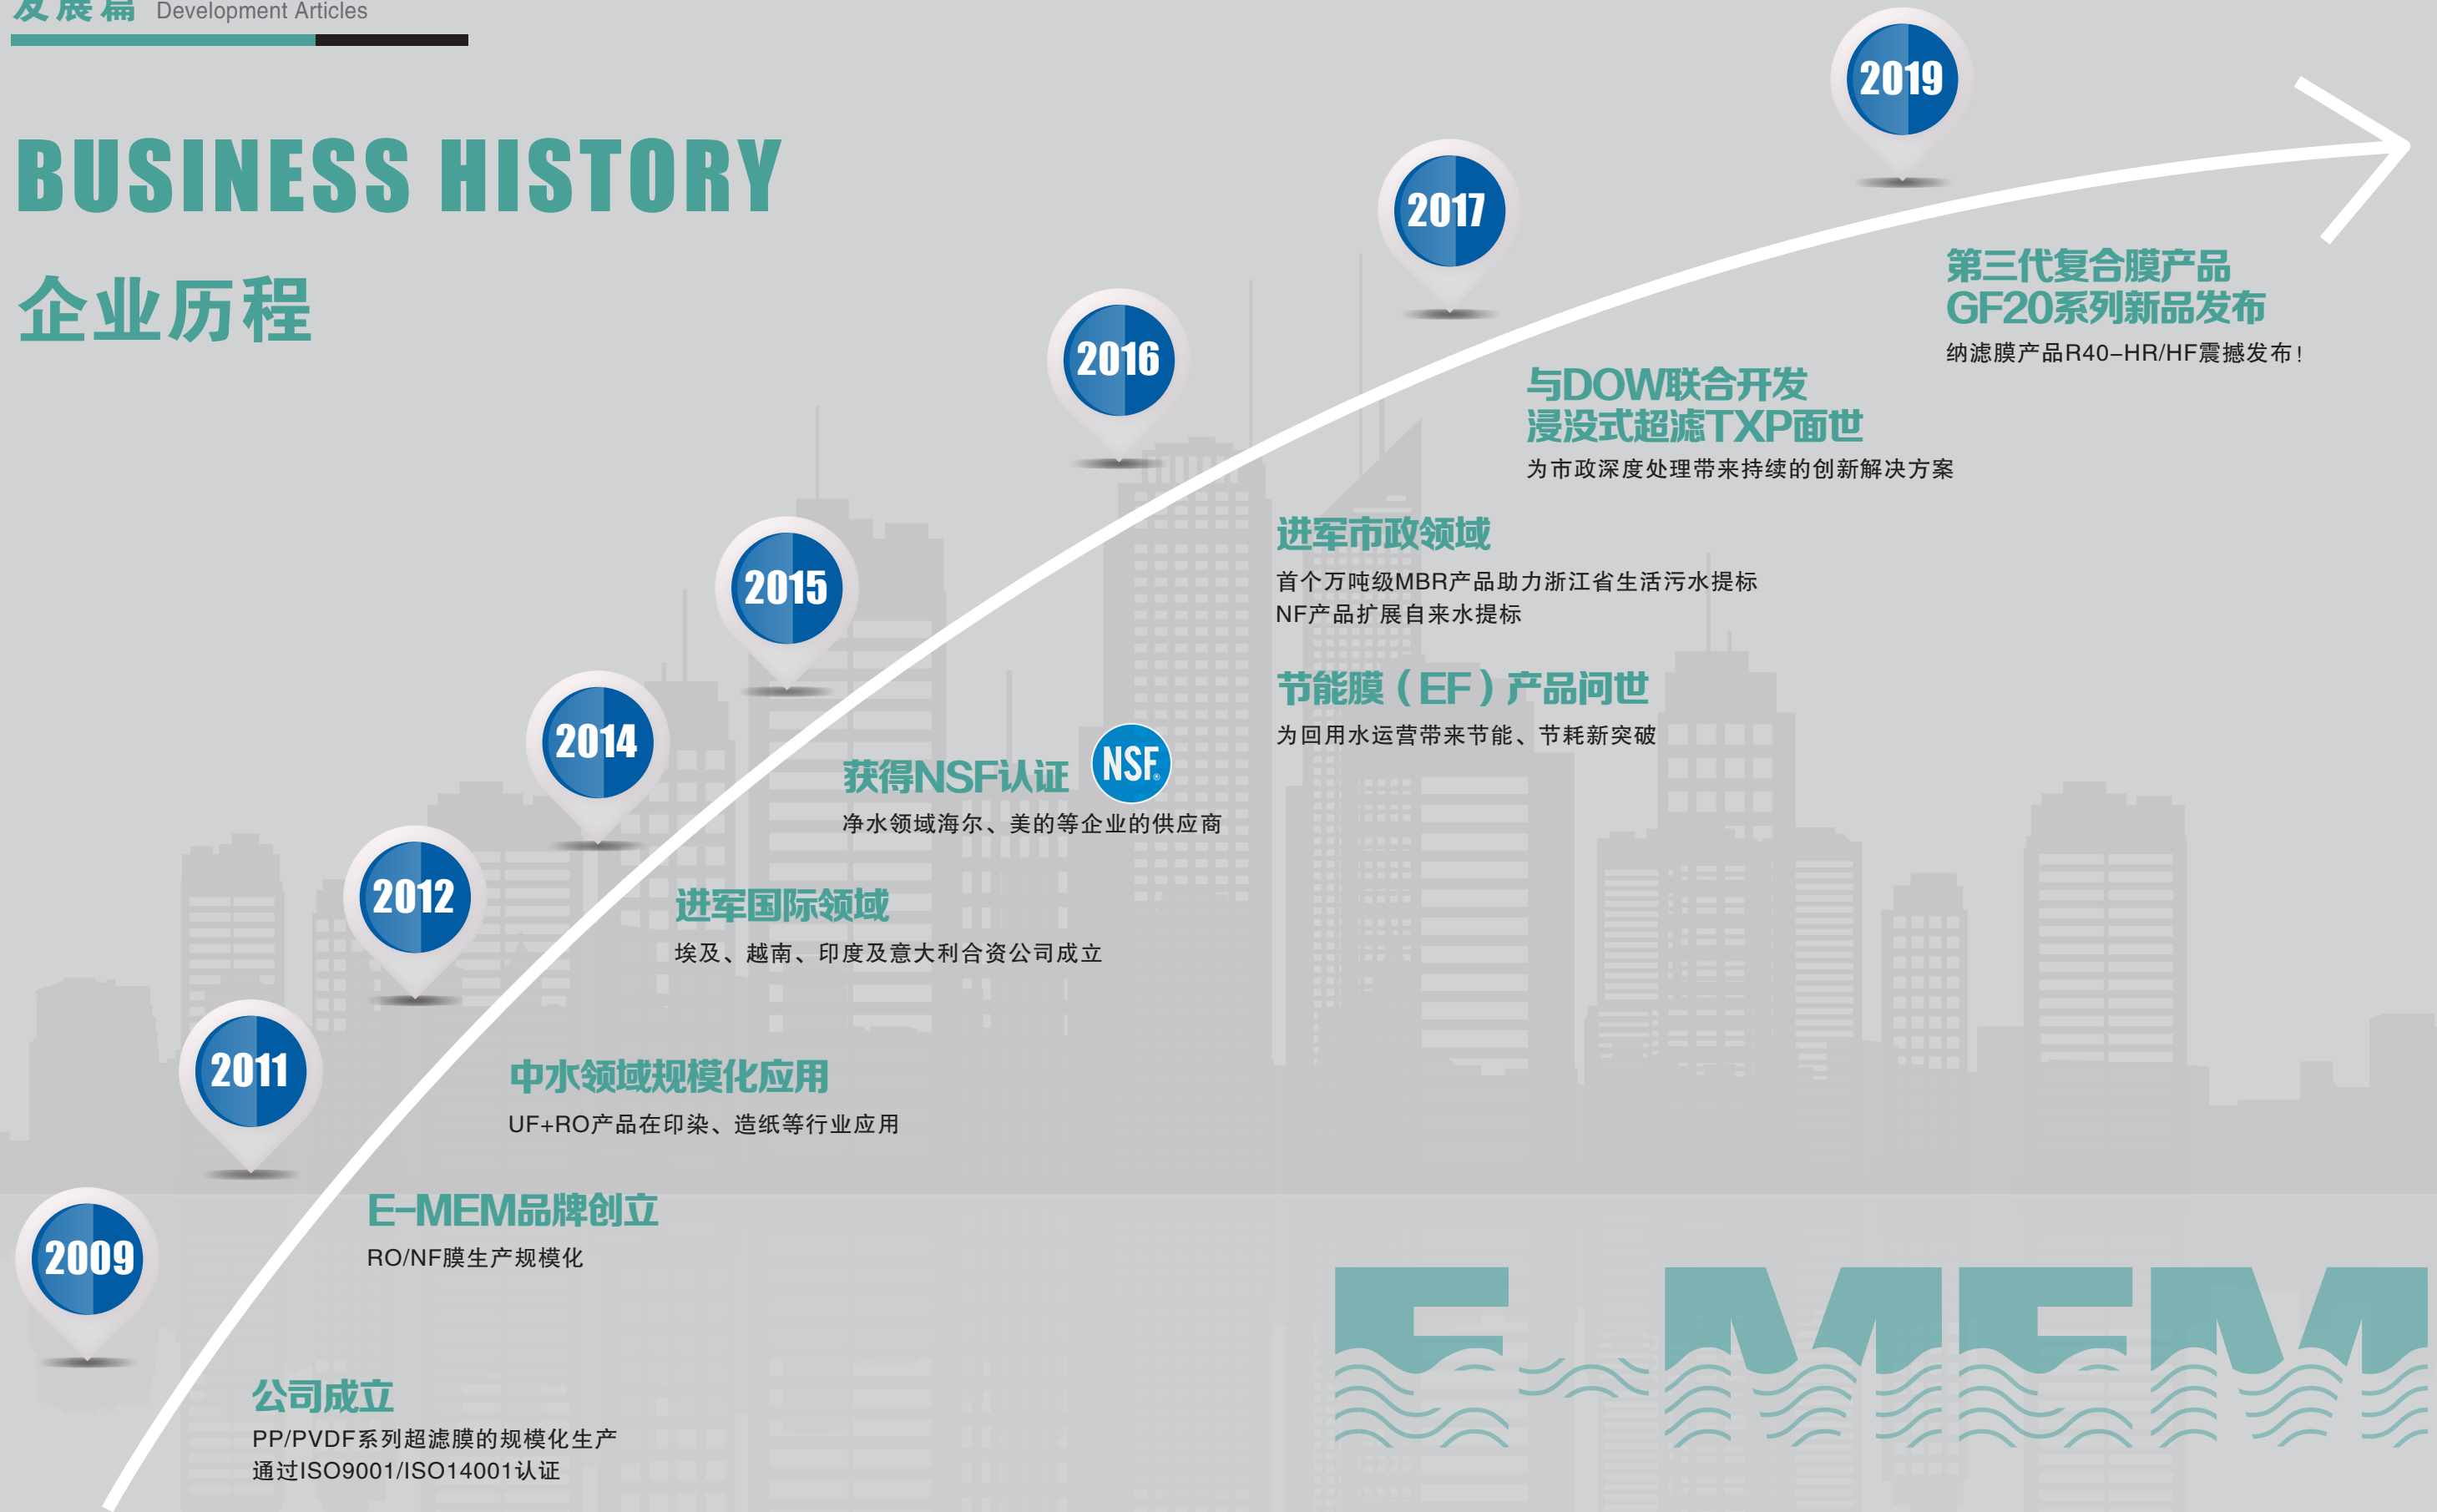 发展篇 Development Articles
BUSINESS HISTORY
企业历程
2009
公司成立
PP/PVDF系列超滤膜的规模化生产
通过ISO9001/ISO14001认证
2011
E-MEM品牌创立
RO/NF膜生产规模化
2012
中水领域规模化应用
UF+RO产品在印染、造纸等行业应用
2014
进军国际领域
埃及、越南、印度及意大利合资公司成立
2015
获得NSF认证 NSF®
净水领域海尔、美的等企业的供应商
2016
进军市政领域
首个万吨级MBR产品助力浙江省生活污水提标
NF产品扩展自来水提标
节能膜（EF）产品问世
为回用水运营带来节能、节耗新突破
2017
与DOW联合开发
浸没式超滤TXP面世
为市政深度处理带来持续的创新解决方案
2019
第三代复合膜产品
GF20系列新品发布
纳滤膜产品R40-HR/HF震撼发布！
E-MEM